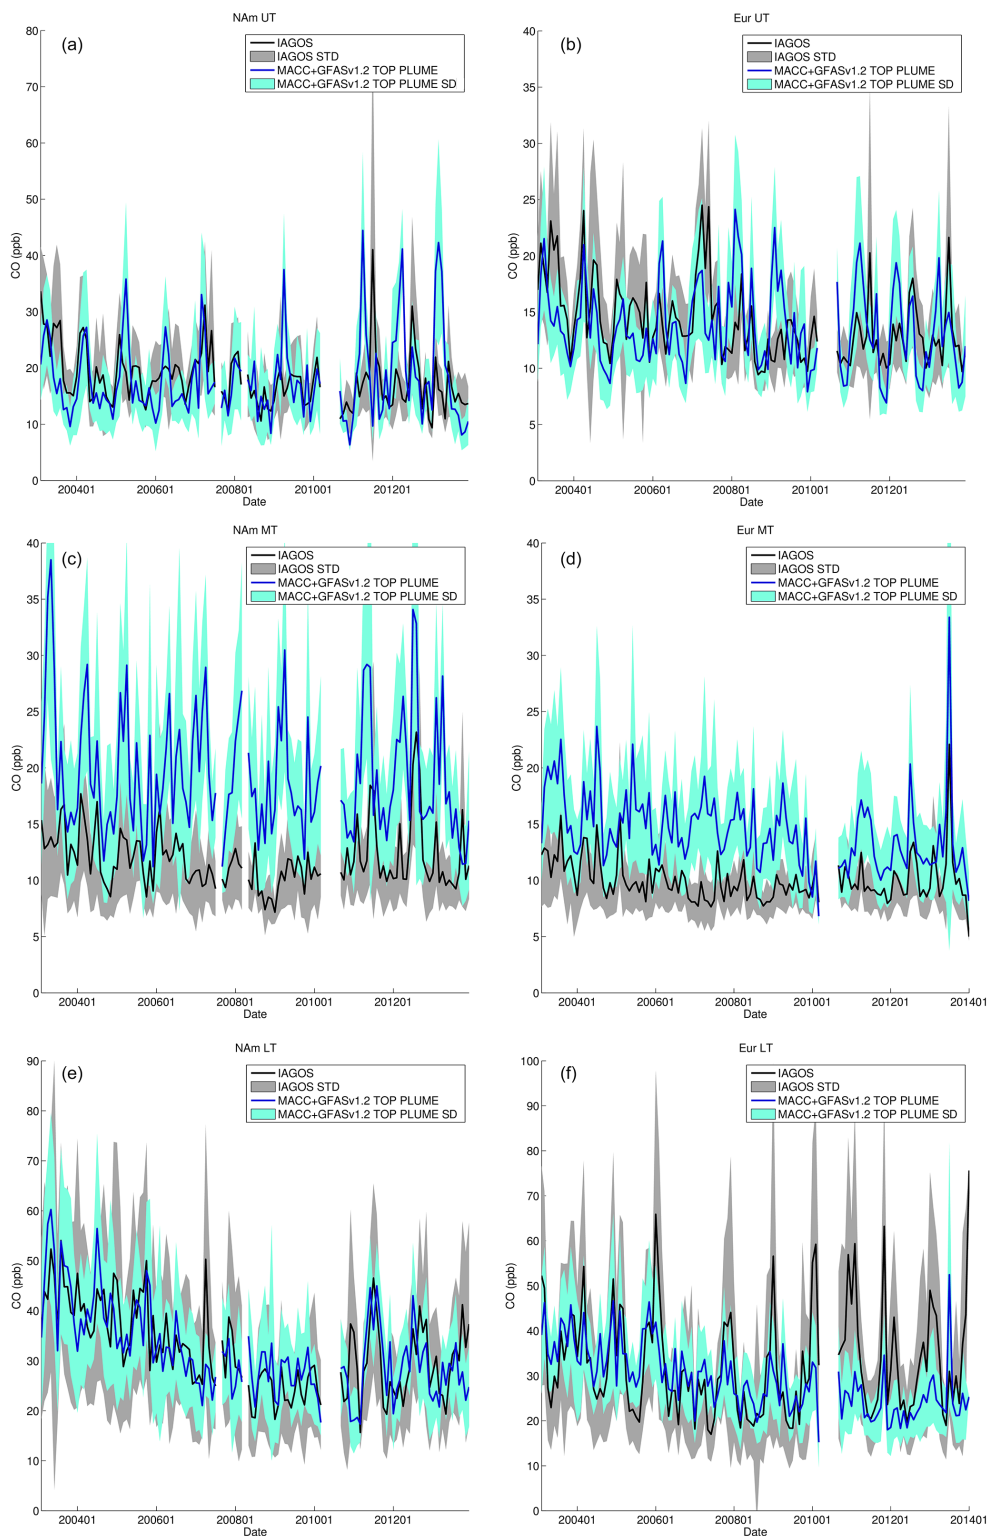 NAm UT
(a)
IAGOS
IAGOS STD
MACC+GFASv1.2 TOP PLUME
MACC+GFASv1.2 TOP PLUME SD
CO (ppb)
80
70
60
50
40
30
20
10
0
200401 200601 200801 201001 201201
Date
Eur UT
(b)
IAGOS
IAGOS STD
MACC+GFASv1.2 TOP PLUME
MACC+GFASv1.2 TOP PLUME SD
CO (ppb)
40
35
30
25
20
15
10
5
0
200401 200601 200801 201001 201201
Date
NAm MT
(c)
IAGOS
IAGOS STD
MACC+GFASv1.2 TOP PLUME
MACC+GFASv1.2 TOP PLUME SD
CO (ppb)
40
35
30
25
20
15
10
5
0
200401 200601 200801 201001 201201
Date
Eur MT
(d)
IAGOS
IAGOS STD
MACC+GFASv1.2 TOP PLUME
MACC+GFASv1.2 TOP PLUME SD
CO (ppb)
40
35
30
25
20
15
10
5
0
200401 200601 200801 201001 201201 201401
Date
NAm LT
(e)
IAGOS
IAGOS STD
MACC+GFASv1.2 TOP PLUME
MACC+GFASv1.2 TOP PLUME SD
CO (ppb)
90
80
70
60
50
40
30
20
10
0
200401 200601 200801 201001 201201
Date
Eur LT
(f)
IAGOS
IAGOS STD
MACC+GFASv1.2 TOP PLUME
MACC+GFASv1.2 TOP PLUME SD
CO (ppb)
100
90
80
70
60
50
40
30
20
10
0
200401 200601 200801 201001 201201 201401
Date